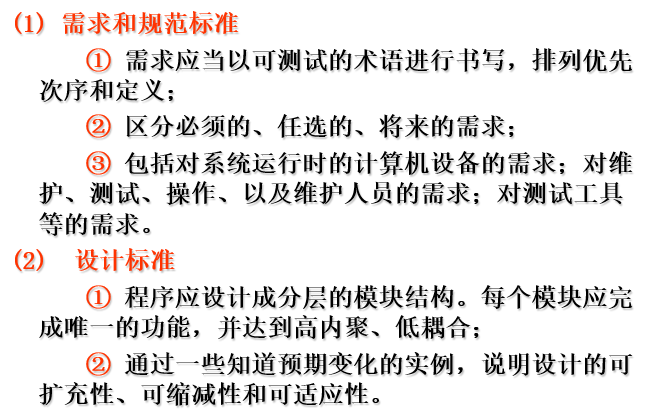 (1) 需求和规范标准
① 需求应当以可测试的术语进行书写，排列优先
次序和定义；
② 区分必须的、任选的、将来的需求；
③ 包括对系统运行时的计算机设备的需求；对维
护、测试、操作、以及维护人员的需求；对测试工具
等的需求。
(2) 设计标准
① 程序应设计成分层的模块结构。每个模块应完
成唯一的功能，并达到高内聚、低耦合；
② 通过一些知道预期变化的实例，说明设计的可
扩充性、可缩减性和可适应性。